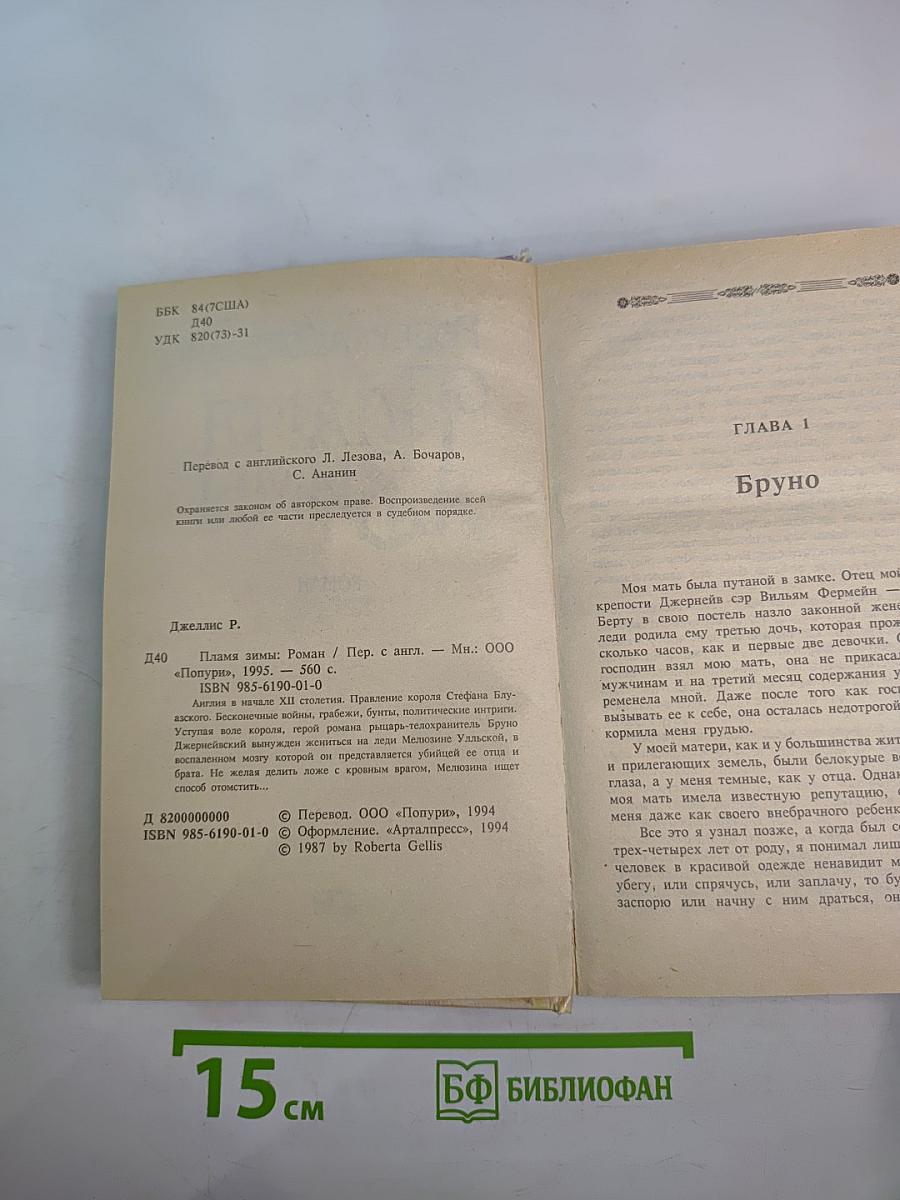 ББК 84(7США)
Д40
УДК 820(73)-31
Перевод с английского Л. Лезова, А. Бочаров,
С. Ананин
Охраняется законом об авторском праве. Воспроизведение всей
книги или любой ее части преследуется в судебном порядке.
Джеллис Р.
Д40 Пламя зимы: Роман / Пер. с англ. — Мн.: ООО
«Попури», 1995. — 560 с.
ISBN 985-6190-01-0
Англия в начале XII столетия. Правление короля Стефана Блу-
азского. Бесконечные войны, грабежи, бунты, политические интриги.
Уступая воле короля, герой романа рыцарь-телохранитель Бруно
Джернейвский вынужден жениться на леди Мелюзине Улльской, в
воспаленном мозгу которой он представляется убийцей ее отца и
брата. Не желая делить ложе с кровным врагом, Мелюзина ищет
способ отомстить...
Д 8200000000
ISBN 985-6190-01-0
© Перевод. ООО «Попури», 1994
© Оформление. «Арталпресс», 1994
© 1987 by Roberta Gellis
ГЛАВА 1
Бруно
Моя мать была путаной в замке. Отец мой
крепости Джернейв сэр Вильям Фермейн —
Берту в свою постель назло законной жене
леди родила ему третью дочь, которая прож
сколько часов, как и первые две девочки.
господин взял мою мать, она не прикасал
мужчинам и на третий месяц содержания у
ременела мной. Даже после того как гос
вызывать ее к себе, она осталась недотрогой
кормила меня грудью.
У моей матери, как и у большинства жит
и прилегающих земель, были белокурые во
глаза, а у меня темные, как у отца. Однак
моя мать имела известную репутацию,
меня даже как своего внебрачного ребенк
Все это я узнал позже, а когда был со
трех-четырех лет от роду, я понимал лиш
человек в красивой одежде ненавидит м
убегу, или спрячусь, или заплачу, то бу
заспорю или начну с ним драться, он
15 см
БФ БИБЛИОФАН